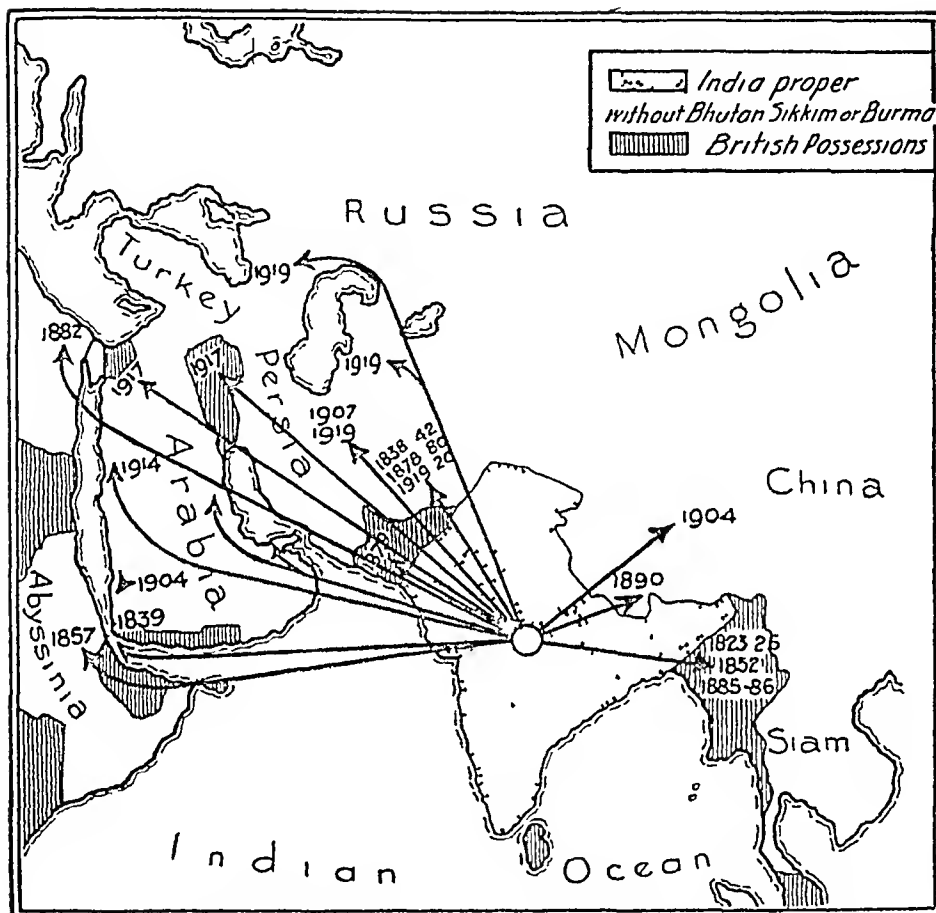 India proper
without Bhutan Sikkim or Burma
British Possessions
Russia
Turkey
Mongolia
1919
1882
Persia
1917
1917
1919
1907
1919
1838 42
1878 80
1919 20
Arabia
1914
China
1904
1904
1890
Abyssinia
1839
1857
1823 26
1852
1885-86
Siam
Indian Ocean